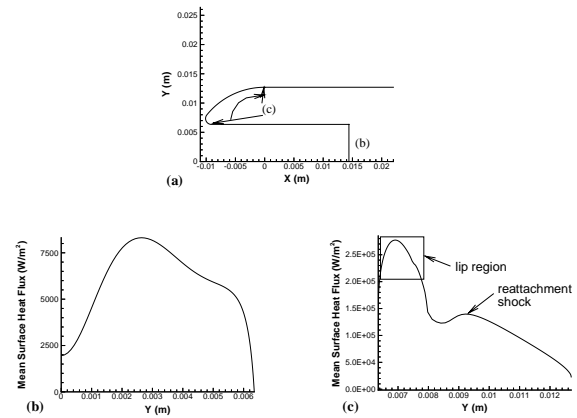 0.025
0.02
0.015
0.01
0.005
0
Y (m)
(c)
(b)
-0.01 -0.005 0 0.005 0.01 0.015 0.02
X (m)
(a)
Mean Surface Heat Flux (W/m²)
7500
5000
2500
0
0 0.001 0.002 0.003 0.004 0.005 0.006
Y (m)
(b)
Mean Surface Heat Flux (W/m²)
2.5E+05
2.0E+05
1.5E+05
1.0E+05
5.0E+04
0.0E+00
lip region
reattachment
shock
0.007 0.008 0.009 0.01 0.011 0.012
Y (m)
(c)